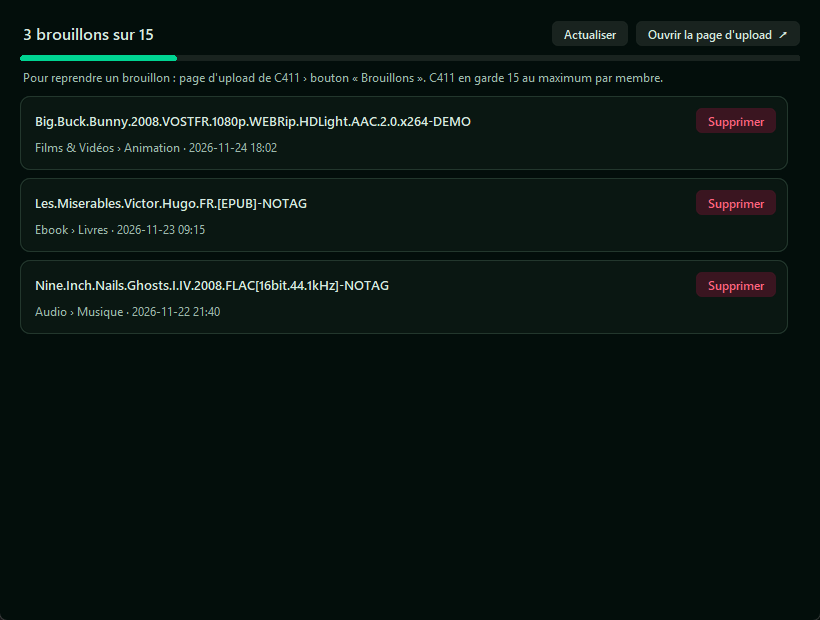 3 brouillons sur 15
Actualiser
Ouvrir la page d'upload ↗
Pour reprendre un brouillon : page d'upload de C411 › bouton « Brouillons ». C411 en garde 15 au maximum par membre.
Big.Buck.Bunny.2008.VOSTFR.1080p.WEBRip.HDLight.AAC.2.0.x264-DEMO
Supprimer
Films & Vidéos › Animation · 2026-11-24 18:02
Les.Miserables.Victor.Hugo.FR.[EPUB]-NOTAG
Supprimer
Ebook › Livres · 2026-11-23 09:15
Nine.Inch.Nails.Ghosts.I.IV.2008.FLAC[16bit.44.1kHz]-NOTAG
Supprimer
Audio › Musique · 2026-11-22 21:40